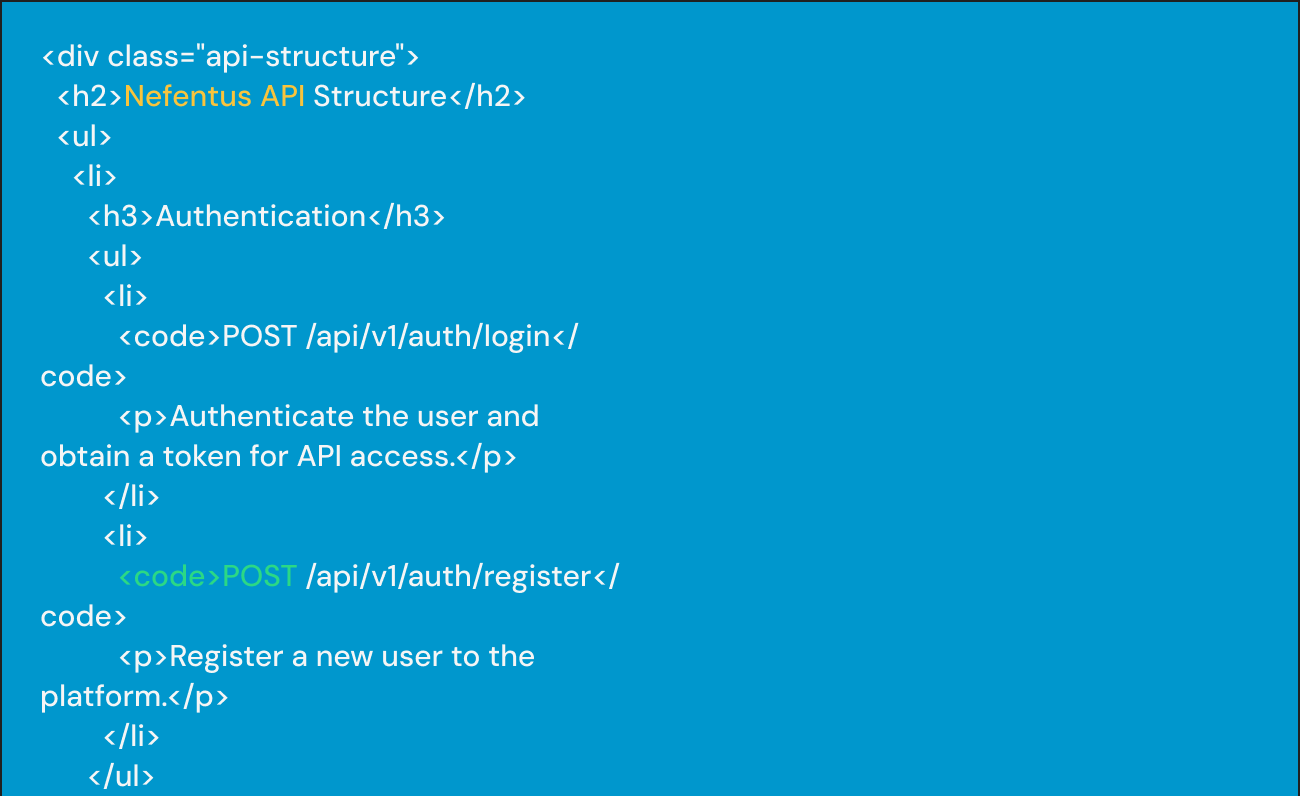 <div class="api-structure">
<h2>Nefentus API Structure</h2>
<ul>
<li>
<h3>Authentication</h3>
<ul>
<li>
<code>POST /api/v1/auth/login</
code>
<p>Authenticate the user and
obtain a token for API access.</p>
</li>
<li>
<code>POST /api/v1/auth/register</
code>
<p>Register a new user to the
platform.</p>
</li>
</ul>